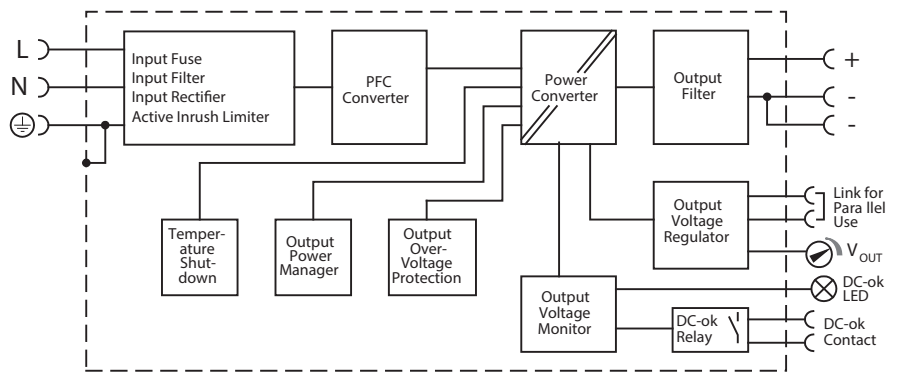 L
N
Input Fuse
Input Filter
Input Rectifier
Active Inrush Limiter
PFC
Converter
Power
Converter
Output
Filter
+
-
-
Temper-
ature
Shut-
down
Output
Power
Manager
Output
Over-
Voltage
Protection
Output
Voltage
Regulator
Link for
Para llel
Use
VOUT
Output
Voltage
Monitor
DC-ok
LED
DC-ok
Relay
DC-ok
Contact